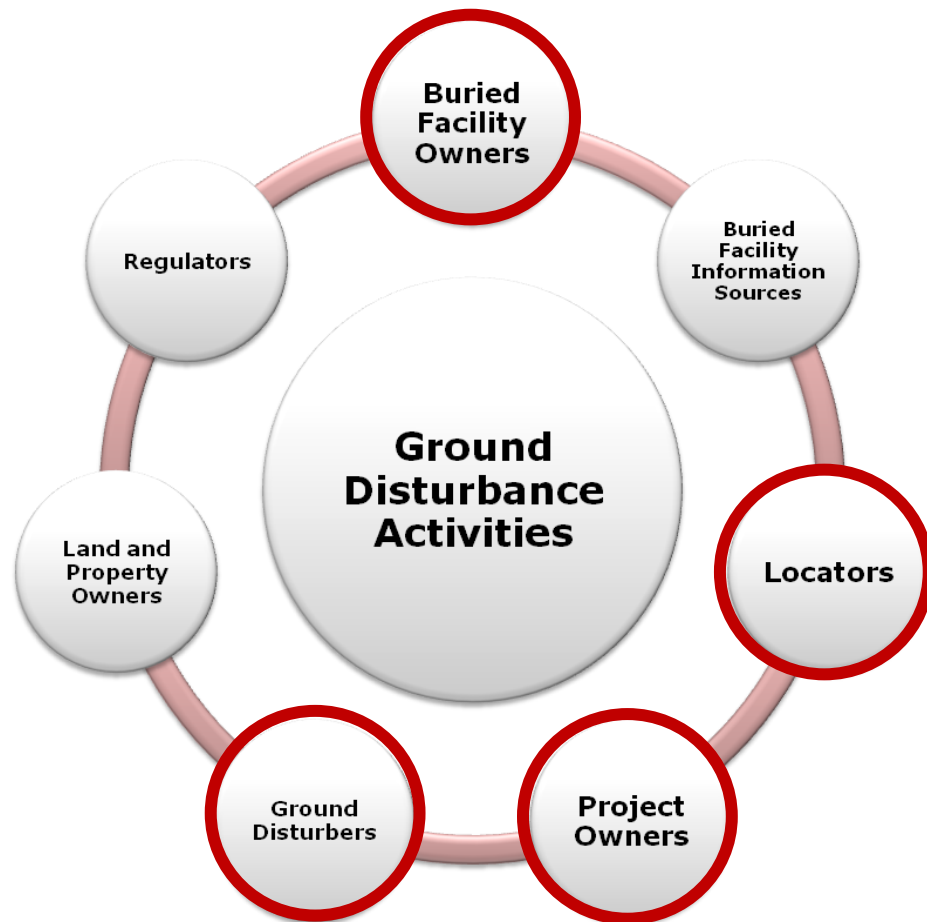 Buried
Facility
Owners
Regulators
Buried
Facility
Information
Sources
Ground
Disturbance
Activities
Land and
Property
Owners
Locators
Ground
Disturbers
Project
Owners